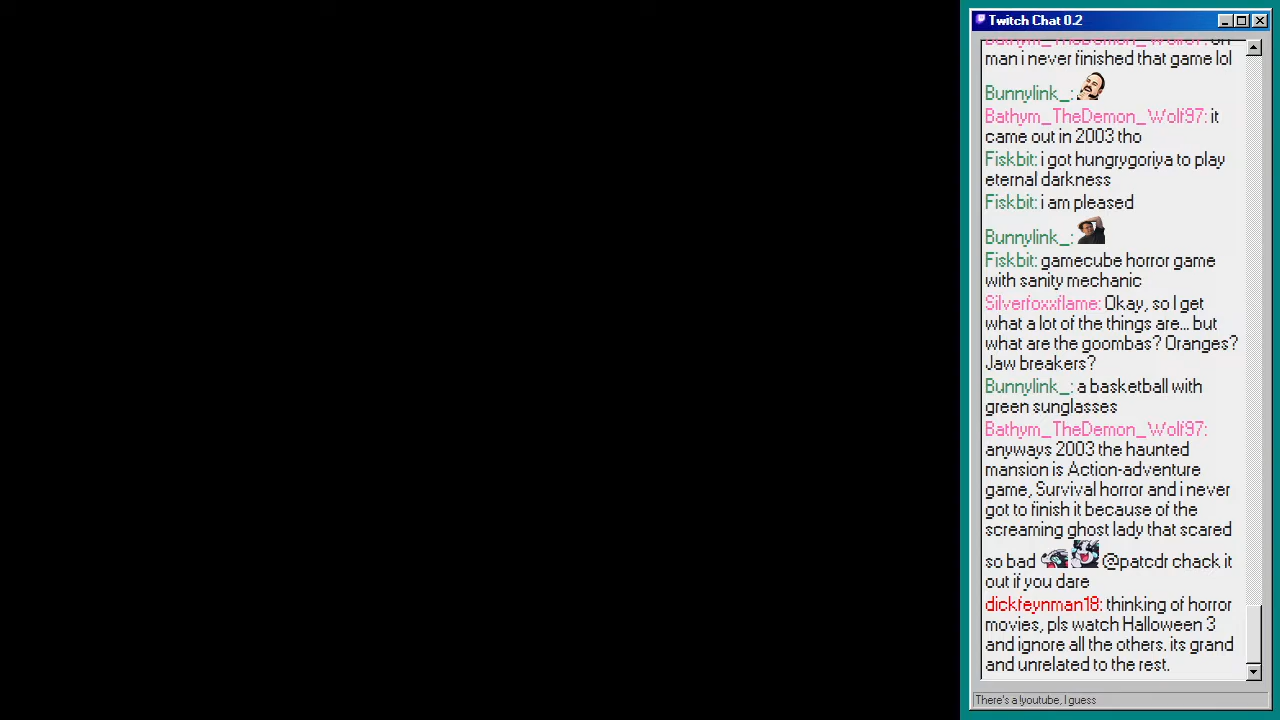 Twitch Chat 0.2
Bathym_TheDemon_Wolf97: oh
man i never finished that game lol
Bunnylink_:
Bathym_TheDemon_Wolf97: it
came out in 2003 tho
Fiskbit: i got hungrygoriya to play
eternal darkness
Fiskbit: i am pleased
Bunnylink_:
Fiskbit: gamecube horror game
with sanity mechanic
Silverfoxxflame: Okay, so I get
what a lot of the things are... but
what are the goombas? Oranges?
Jaw breakers?
Bunnylink_: a basketball with
green sunglasses
Bathym_TheDemon_Wolf97:
anyways 2003 the haunted
mansion is Action-adventure
game, Survival horror and i never
got to finish it because of the
screaming ghost lady that scared
so bad @patcdr chack it
out if you dare
dickfeynman18: thinking of horror
movies, pls watch Halloween 3
and ignore all the others. its grand
and unrelated to the rest.
There's a !youtube, I guess